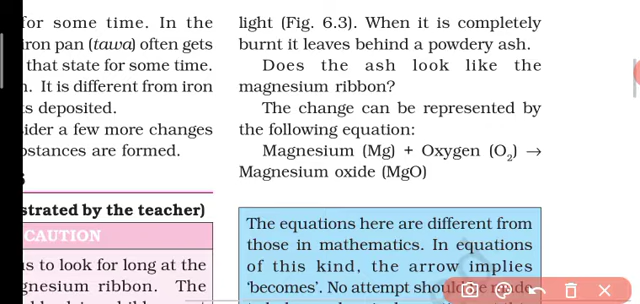 for some time. In the
iron pan (tawa) often gets
that state for some time.
It is different from iron
deposited.
a few more changes
are formed.
strated by the teacher)
CAUTION
to look for long at the
ribbon. The
light (Fig. 6.3). When it is completely
burnt it leaves behind a powdery ash.
Does the ash look like the
magnesium ribbon?
The change can be represented by
the following equation:
Magnesium (Mg) + Oxygen (O₂) →
Magnesium oxide (MgO)
The equations here are different from
those in mathematics. In equations
of this kind, the arrow implies
'becomes'. No attempt should be made